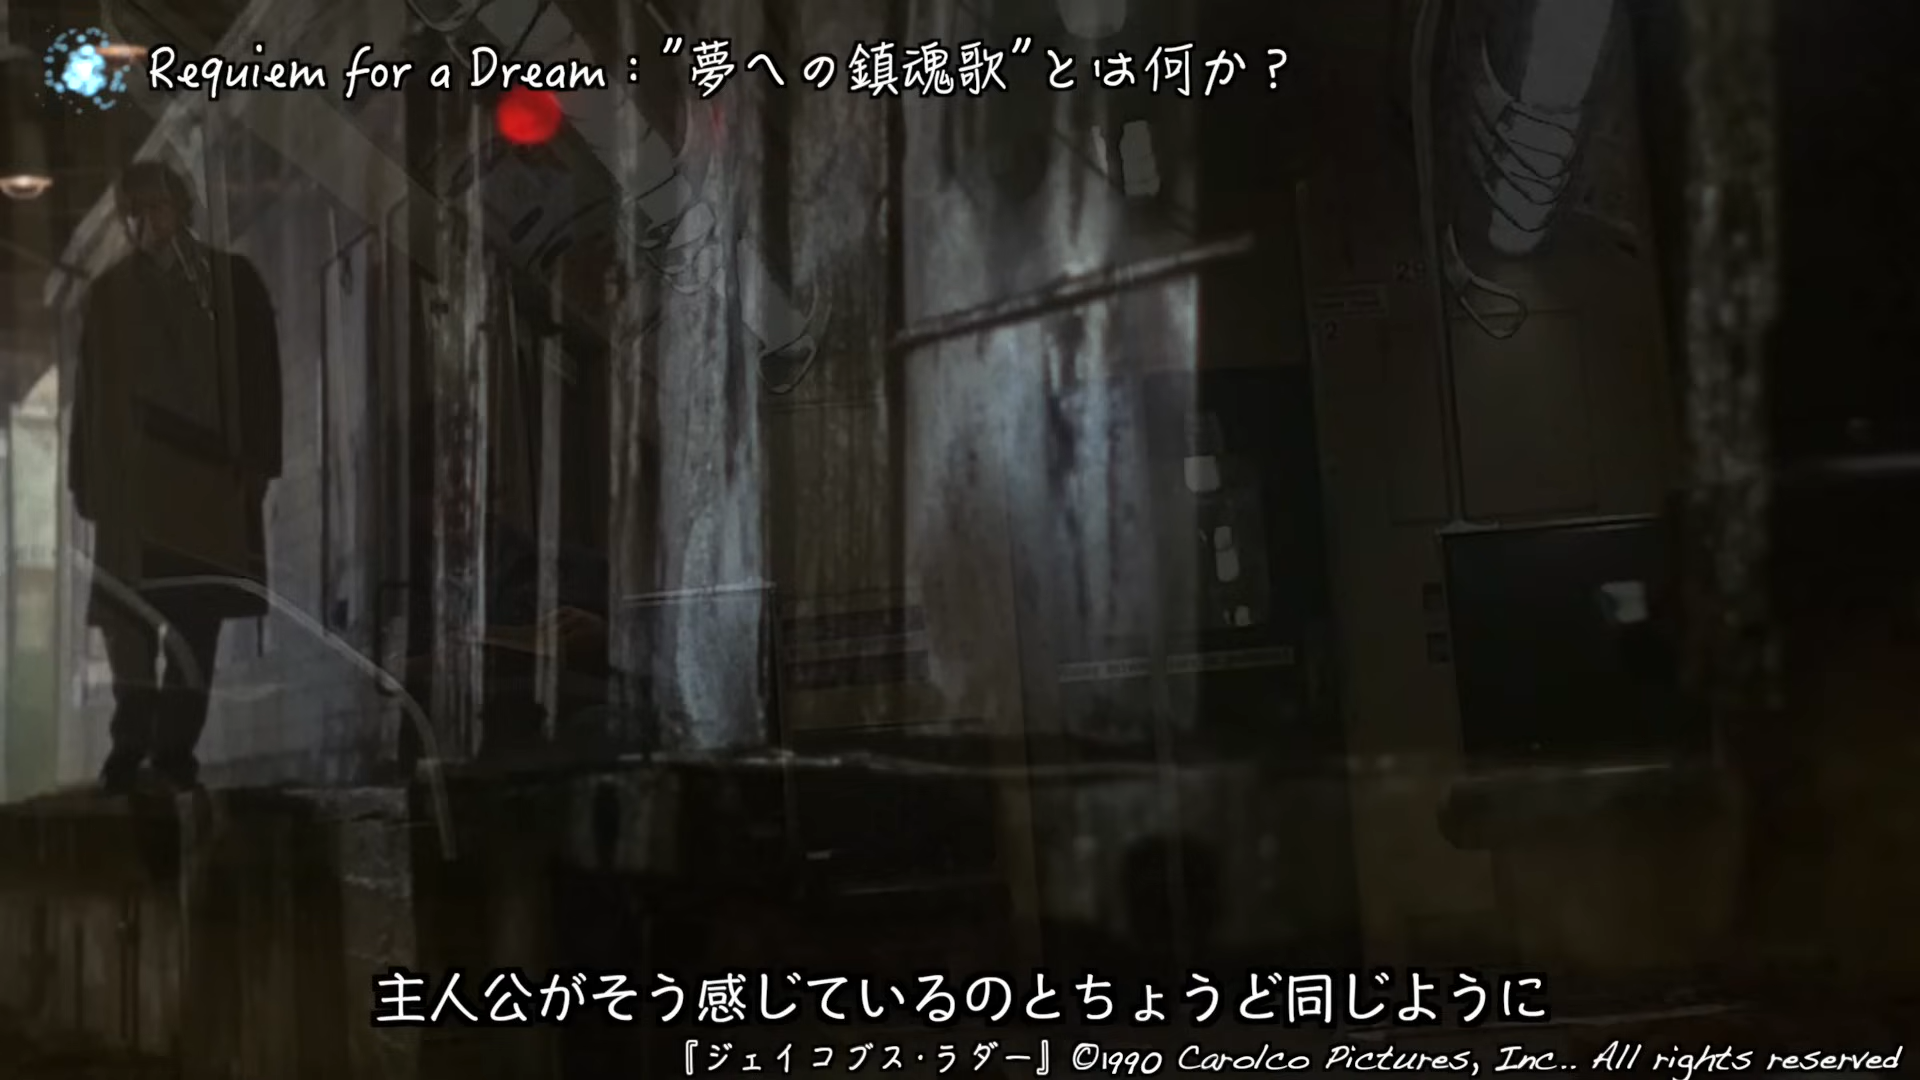 Requiem for a Dream："夢への鎮魂歌"とは何か？
主人公がそう感じているのとちょうど同じように
『ジェイコブス・ラダー』 ©1990 Carolco Pictures, Inc.. All rights reserved